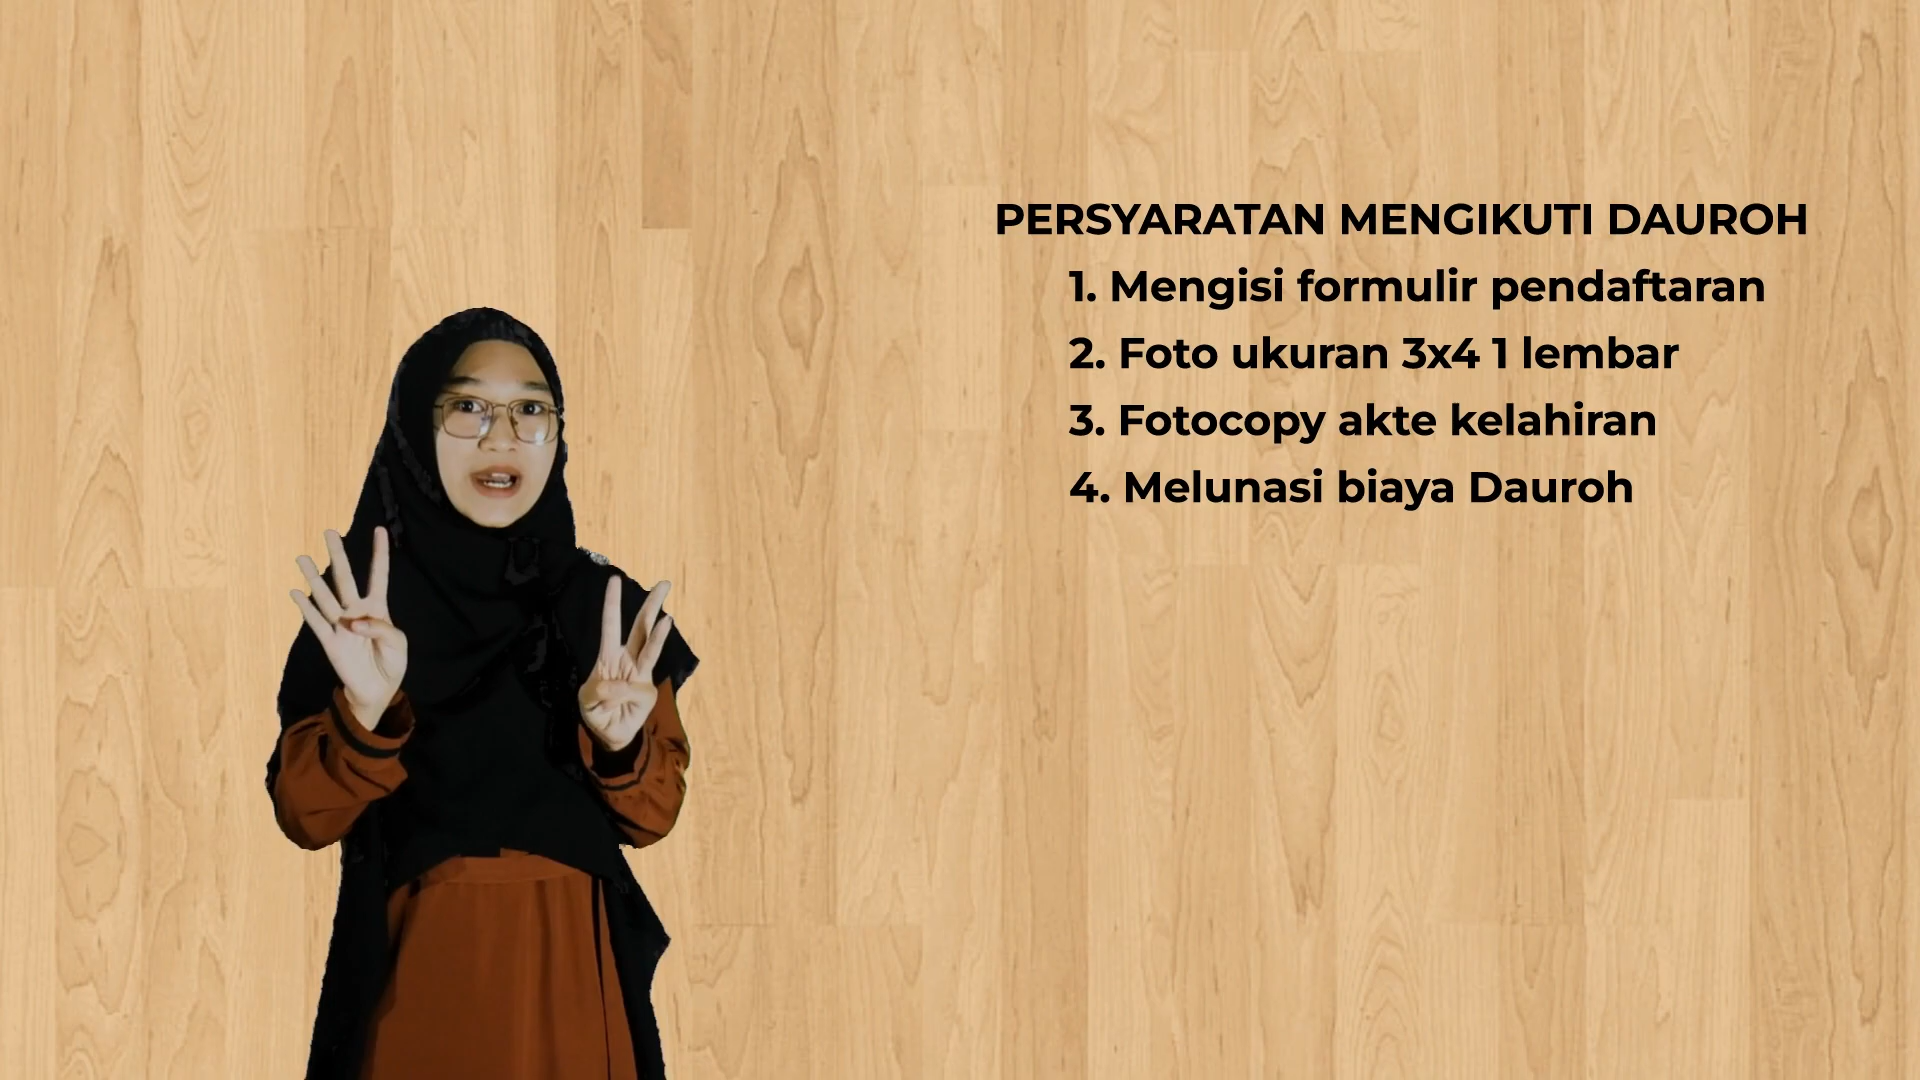 PERSYARATAN MENGIKUTI DAUROH
1. Mengisi formulir pendaftaran
2. Foto ukuran 3x4 1 lembar
3. Fotocopy akte kelahiran
4. Melunasi biaya Dauroh